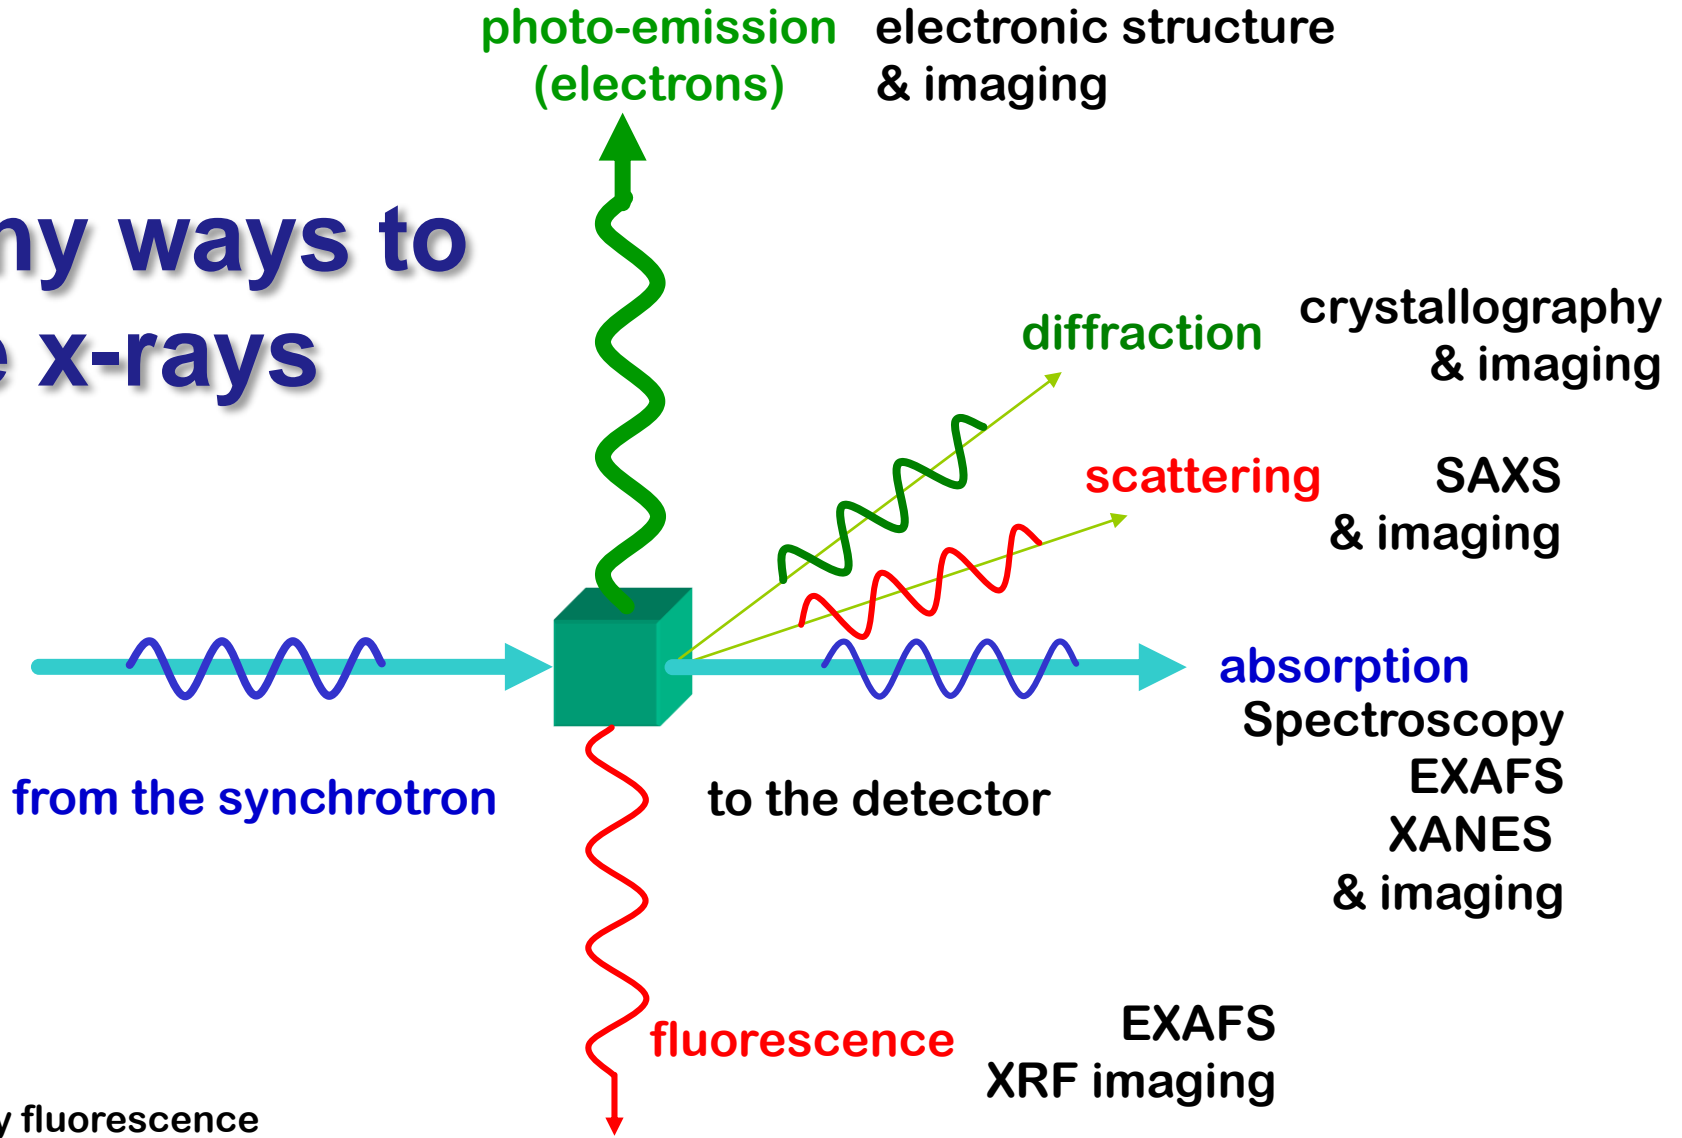 photo-emission
(electrons)
electronic structure
& imaging
ways to
x-rays
diffraction
crystallography
& imaging
scattering
SAXS
& imaging
absorption
Spectroscopy
EXAFS
XANES
& imaging
from the synchrotron
to the detector
fluorescence
EXAFS
XRF imaging
fluorescence